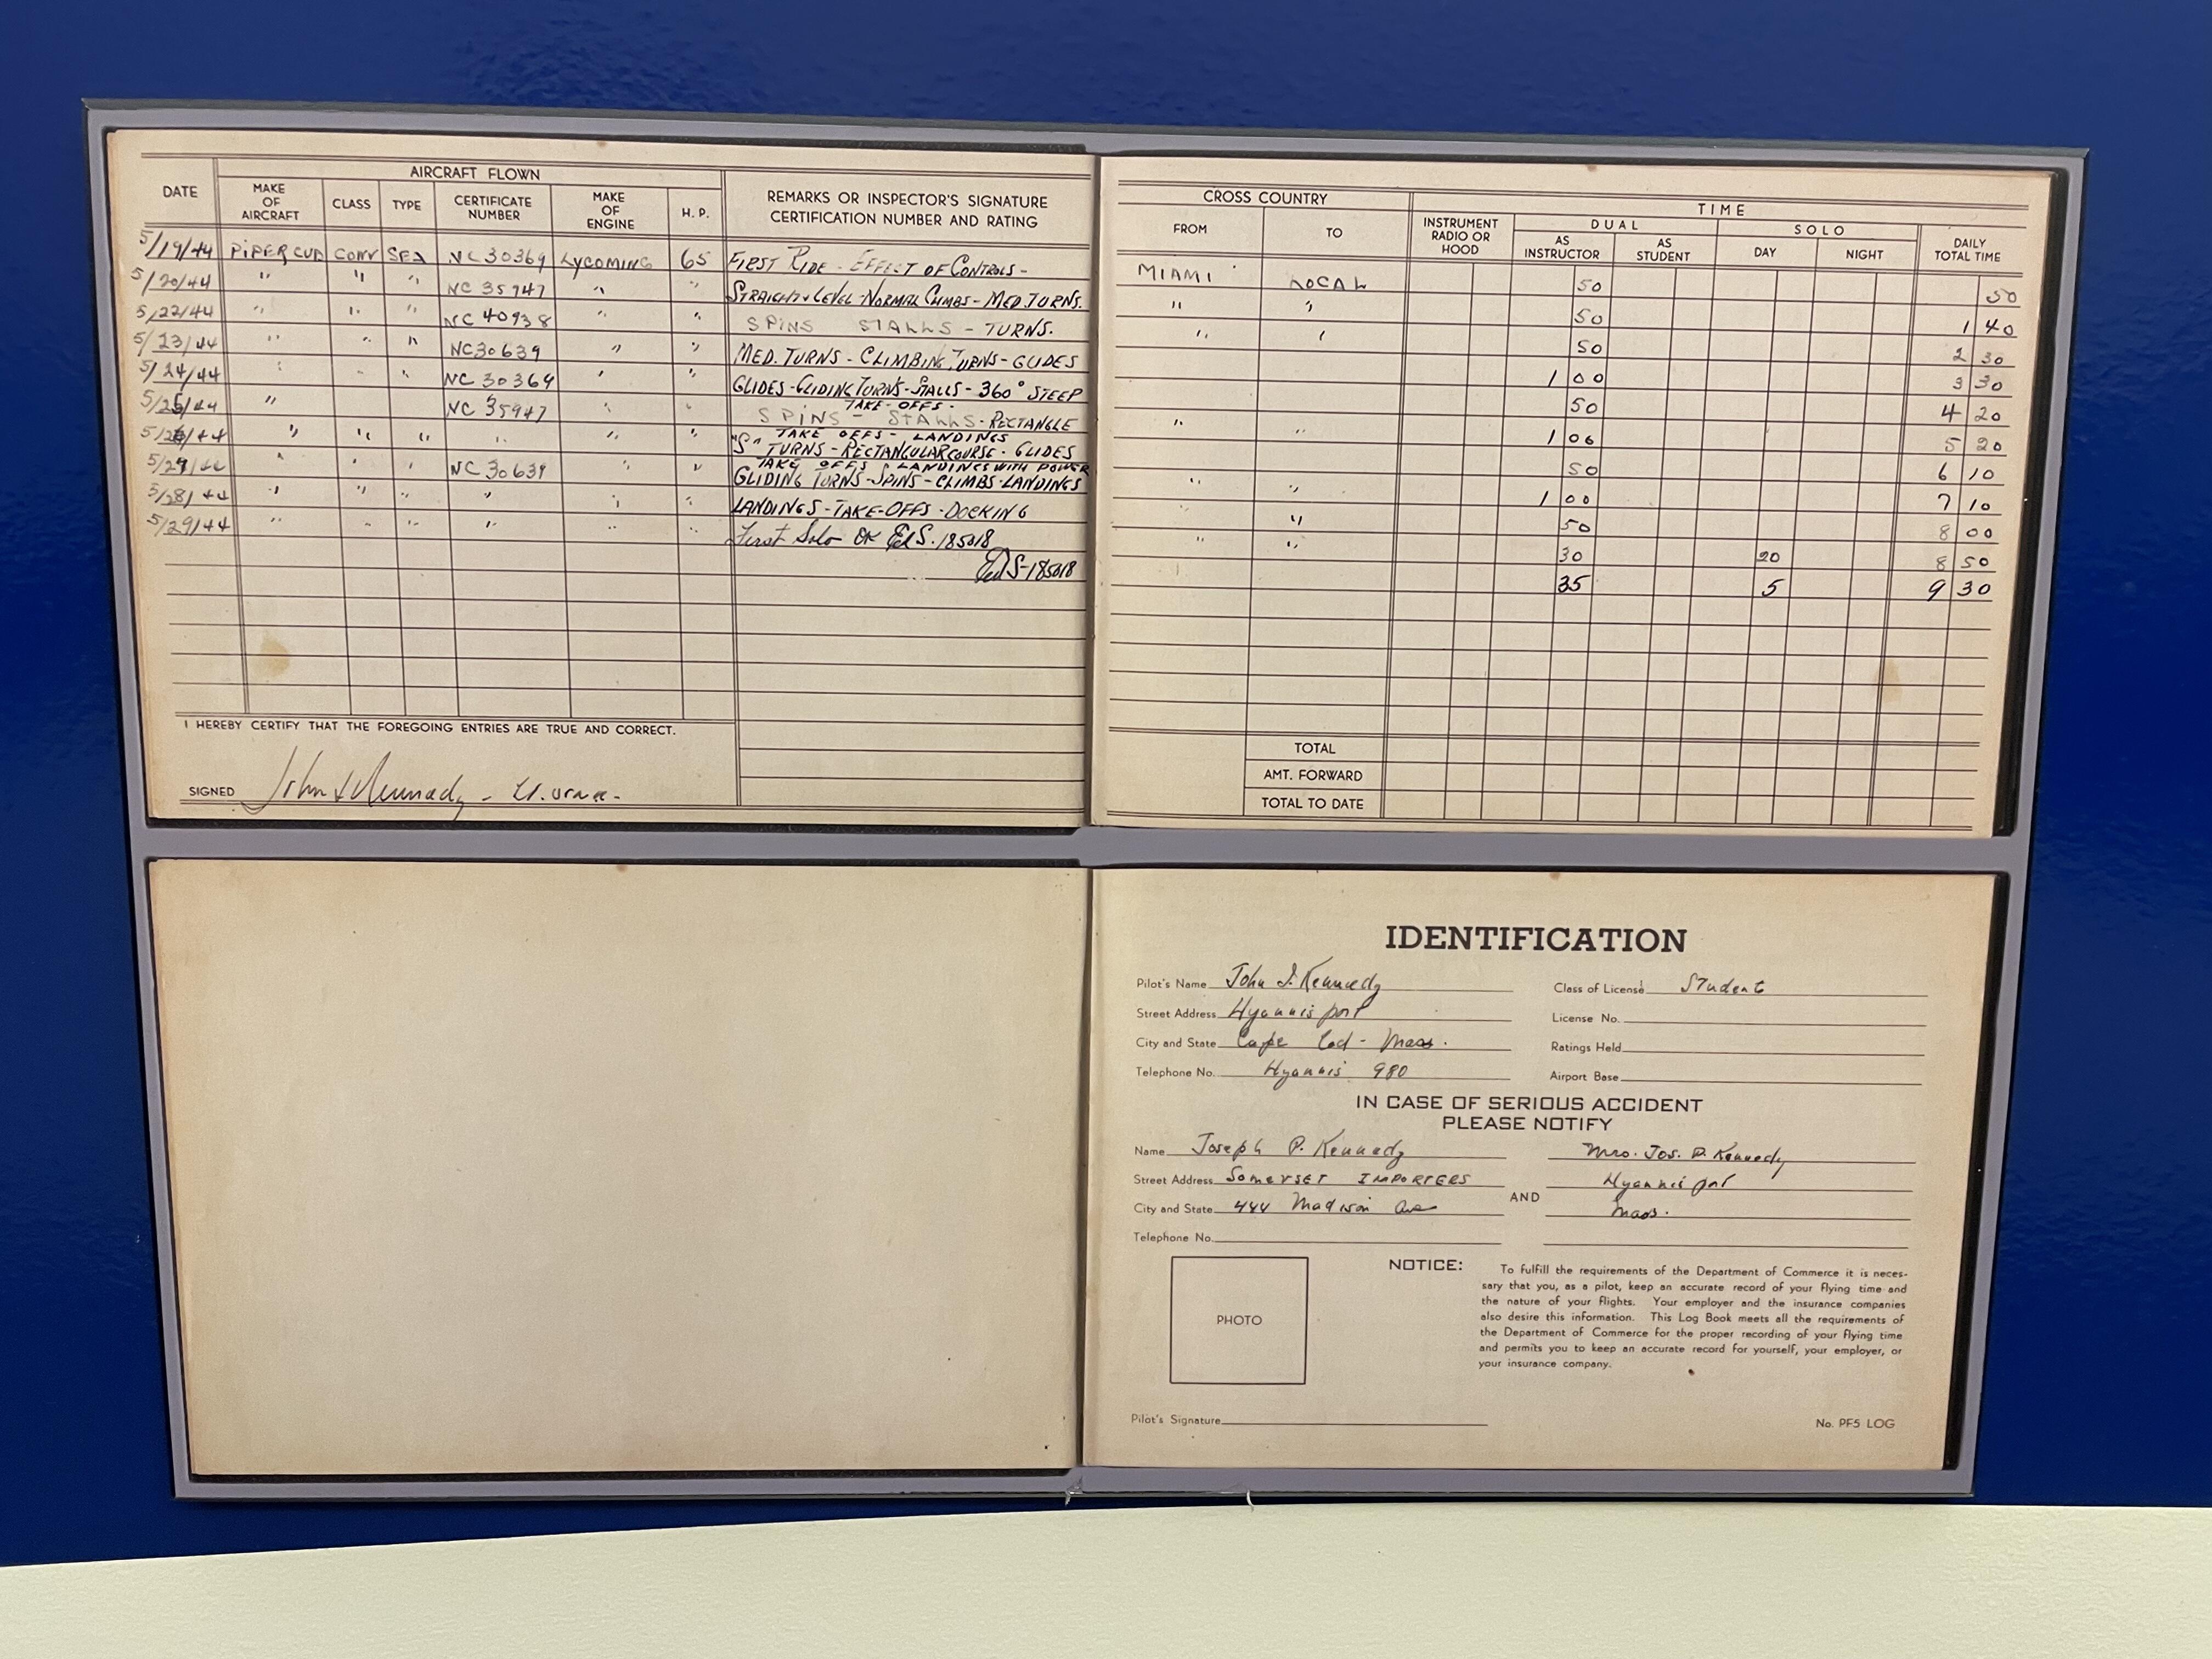 AIRCRAFT FLOWN
DATE MAKE OF AIRCRAFT CLASS TYPE CERTIFICATE NUMBER MAKE OF ENGINE H. P. REMARKS OR INSPECTOR'S SIGNATURE CERTIFICATION NUMBER AND RATING
5/19/44 PIPER CUB CONV SEA NC 30369 LYCOMING 65 FIRST RIDE - EFFECT OF CONTROLS -
5/20/44 " " " NC 35947 " " STRAIGHT & LEVEL - NORMAL CLIMBS - MED. TURNS.
5/22/44 " " " NC 40938 " " SPINS STALLS - TURNS.
5/23/44 " " " NC 30639 " " MED. TURNS - CLIMBING TURNS - GLIDES
5/24/44 " " " NC 30369 " " GLIDES - GLIDING TURNS - STALLS - 360° STEEP
TAKE-OFFS -
5/25/44 " NC 35947 " " SPINS - STALLS - RECTANGLE
TAKE OFFS - LANDINGS
5/26/44 " " " " " " "S" TURNS - RECTANGULAR COURSE - GLIDES
TAKE OFFS & LANDINGS WITH POWER
" " " NC 30639 " " GLIDING TURNS - SPINS - CLIMBS - LANDINGS
5/28/44 " " " " " " LANDINGS - TAKE-OFFS - DOCKING
5/29/44 " " " " " " First Solo OK Ed S. 185018
Ed S-185018
I HEREBY CERTIFY THAT THE FOREGOING ENTRIES ARE TRUE AND CORRECT.
SIGNED John F Kennedy - Lt.
CROSS COUNTRY TIME
FROM TO INSTRUMENT RADIO OR HOOD DUAL SOLO DAILY TOTAL TIME
AS INSTRUCTOR AS STUDENT DAY NIGHT
MIAMI LOCAL 50 50
" " 50 1 40
" " 50 2 30
1 00 3 30
50 4 20
" " 1 00 5 20
50 6 10
" " 1 00 7 10
" 50 8 00
" " 30 20 8 50
35 5 9 30
TOTAL
AMT. FORWARD
TOTAL TO DATE
IDENTIFICATION
Pilot's Name John F. Kennedy Class of License Student
Street Address Hyannis port License No.
City and State Cape Cod - Mass. Ratings Held
Telephone No. Hyannis 980 Airport Base
IN CASE OF SERIOUS ACCIDENT
PLEASE NOTIFY
Name Joseph P. Kennedy Mrs. Jos. P. Kennedy
Street Address SOMERSET IMPORTERS Hyannis port
AND
City and State 444 Madison Ave Mass.
Telephone No.
PHOTO
NOTICE: To fulfill the requirements of the Department of Commerce it is neces-
sary that you, as a pilot, keep an accurate record of your flying time and
the nature of your flights. Your employer and the insurance companies
also desire this information. This Log Book meets all the requirements of
the Department of Commerce for the proper recording of your flying time
and permits you to keep an accurate record for yourself, your employer, or
your insurance company.
Pilot's Signature No. PF5 LOG